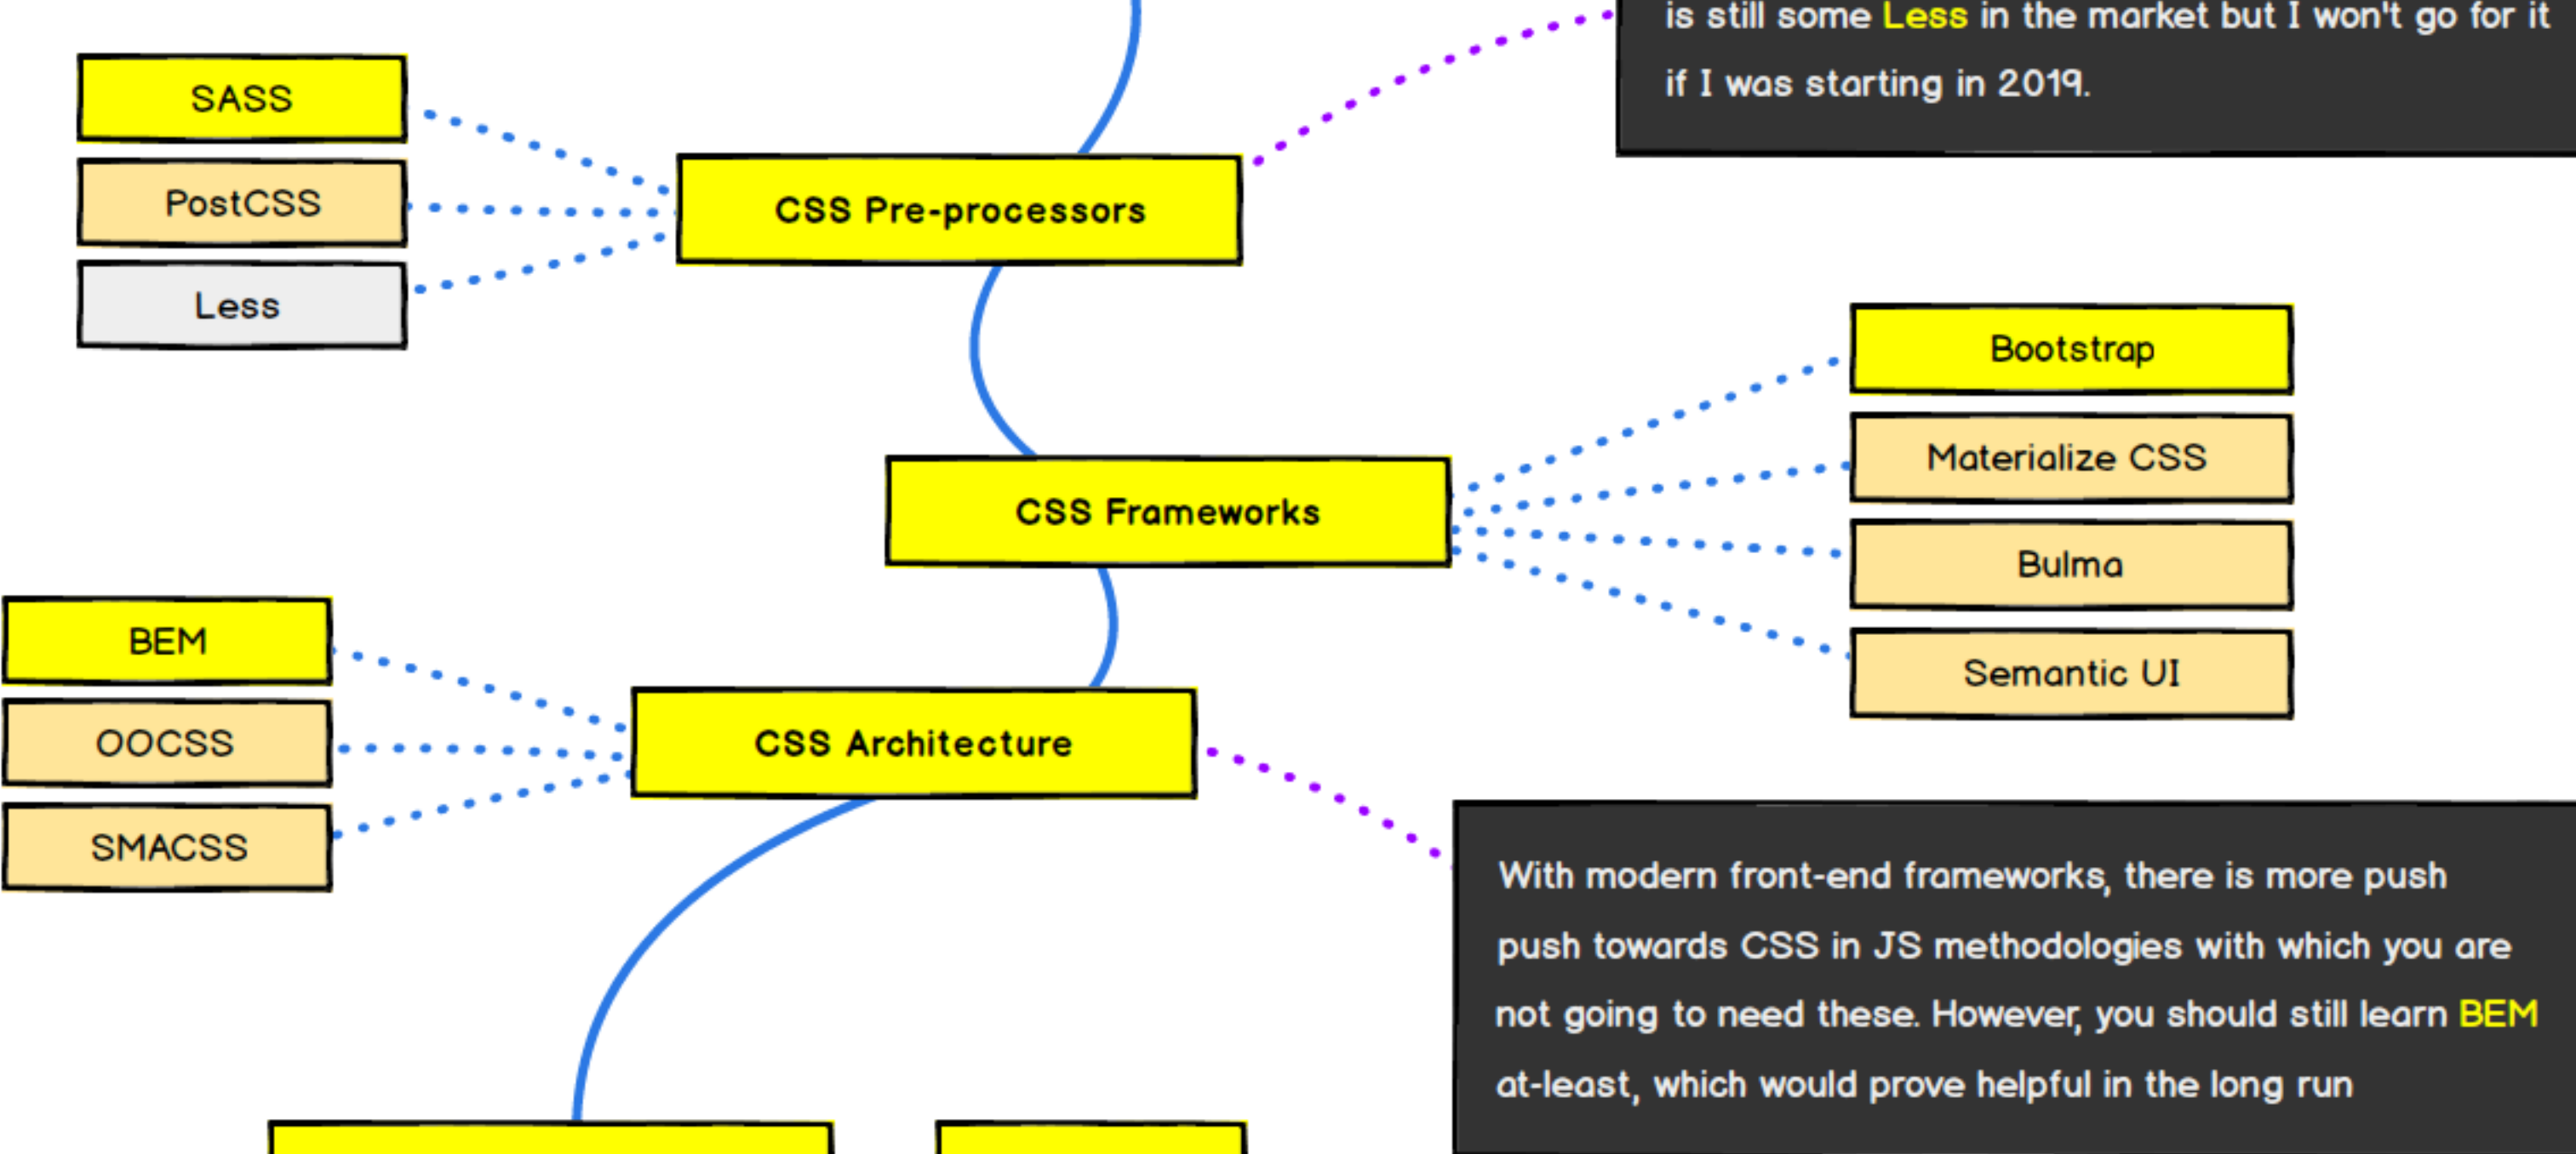 is still some Less in the market but I won't go for it
if I was starting in 2019.
SASS
PostCSS
Less
CSS Pre-processors
Bootstrap
Materialize CSS
Bulma
Semantic UI
CSS Frameworks
BEM
OOCSS
SMACSS
CSS Architecture
With modern front-end frameworks, there is more push
push towards CSS in JS methodologies with which you are
not going to need these. However, you should still learn BEM
at-least, which would prove helpful in the long run